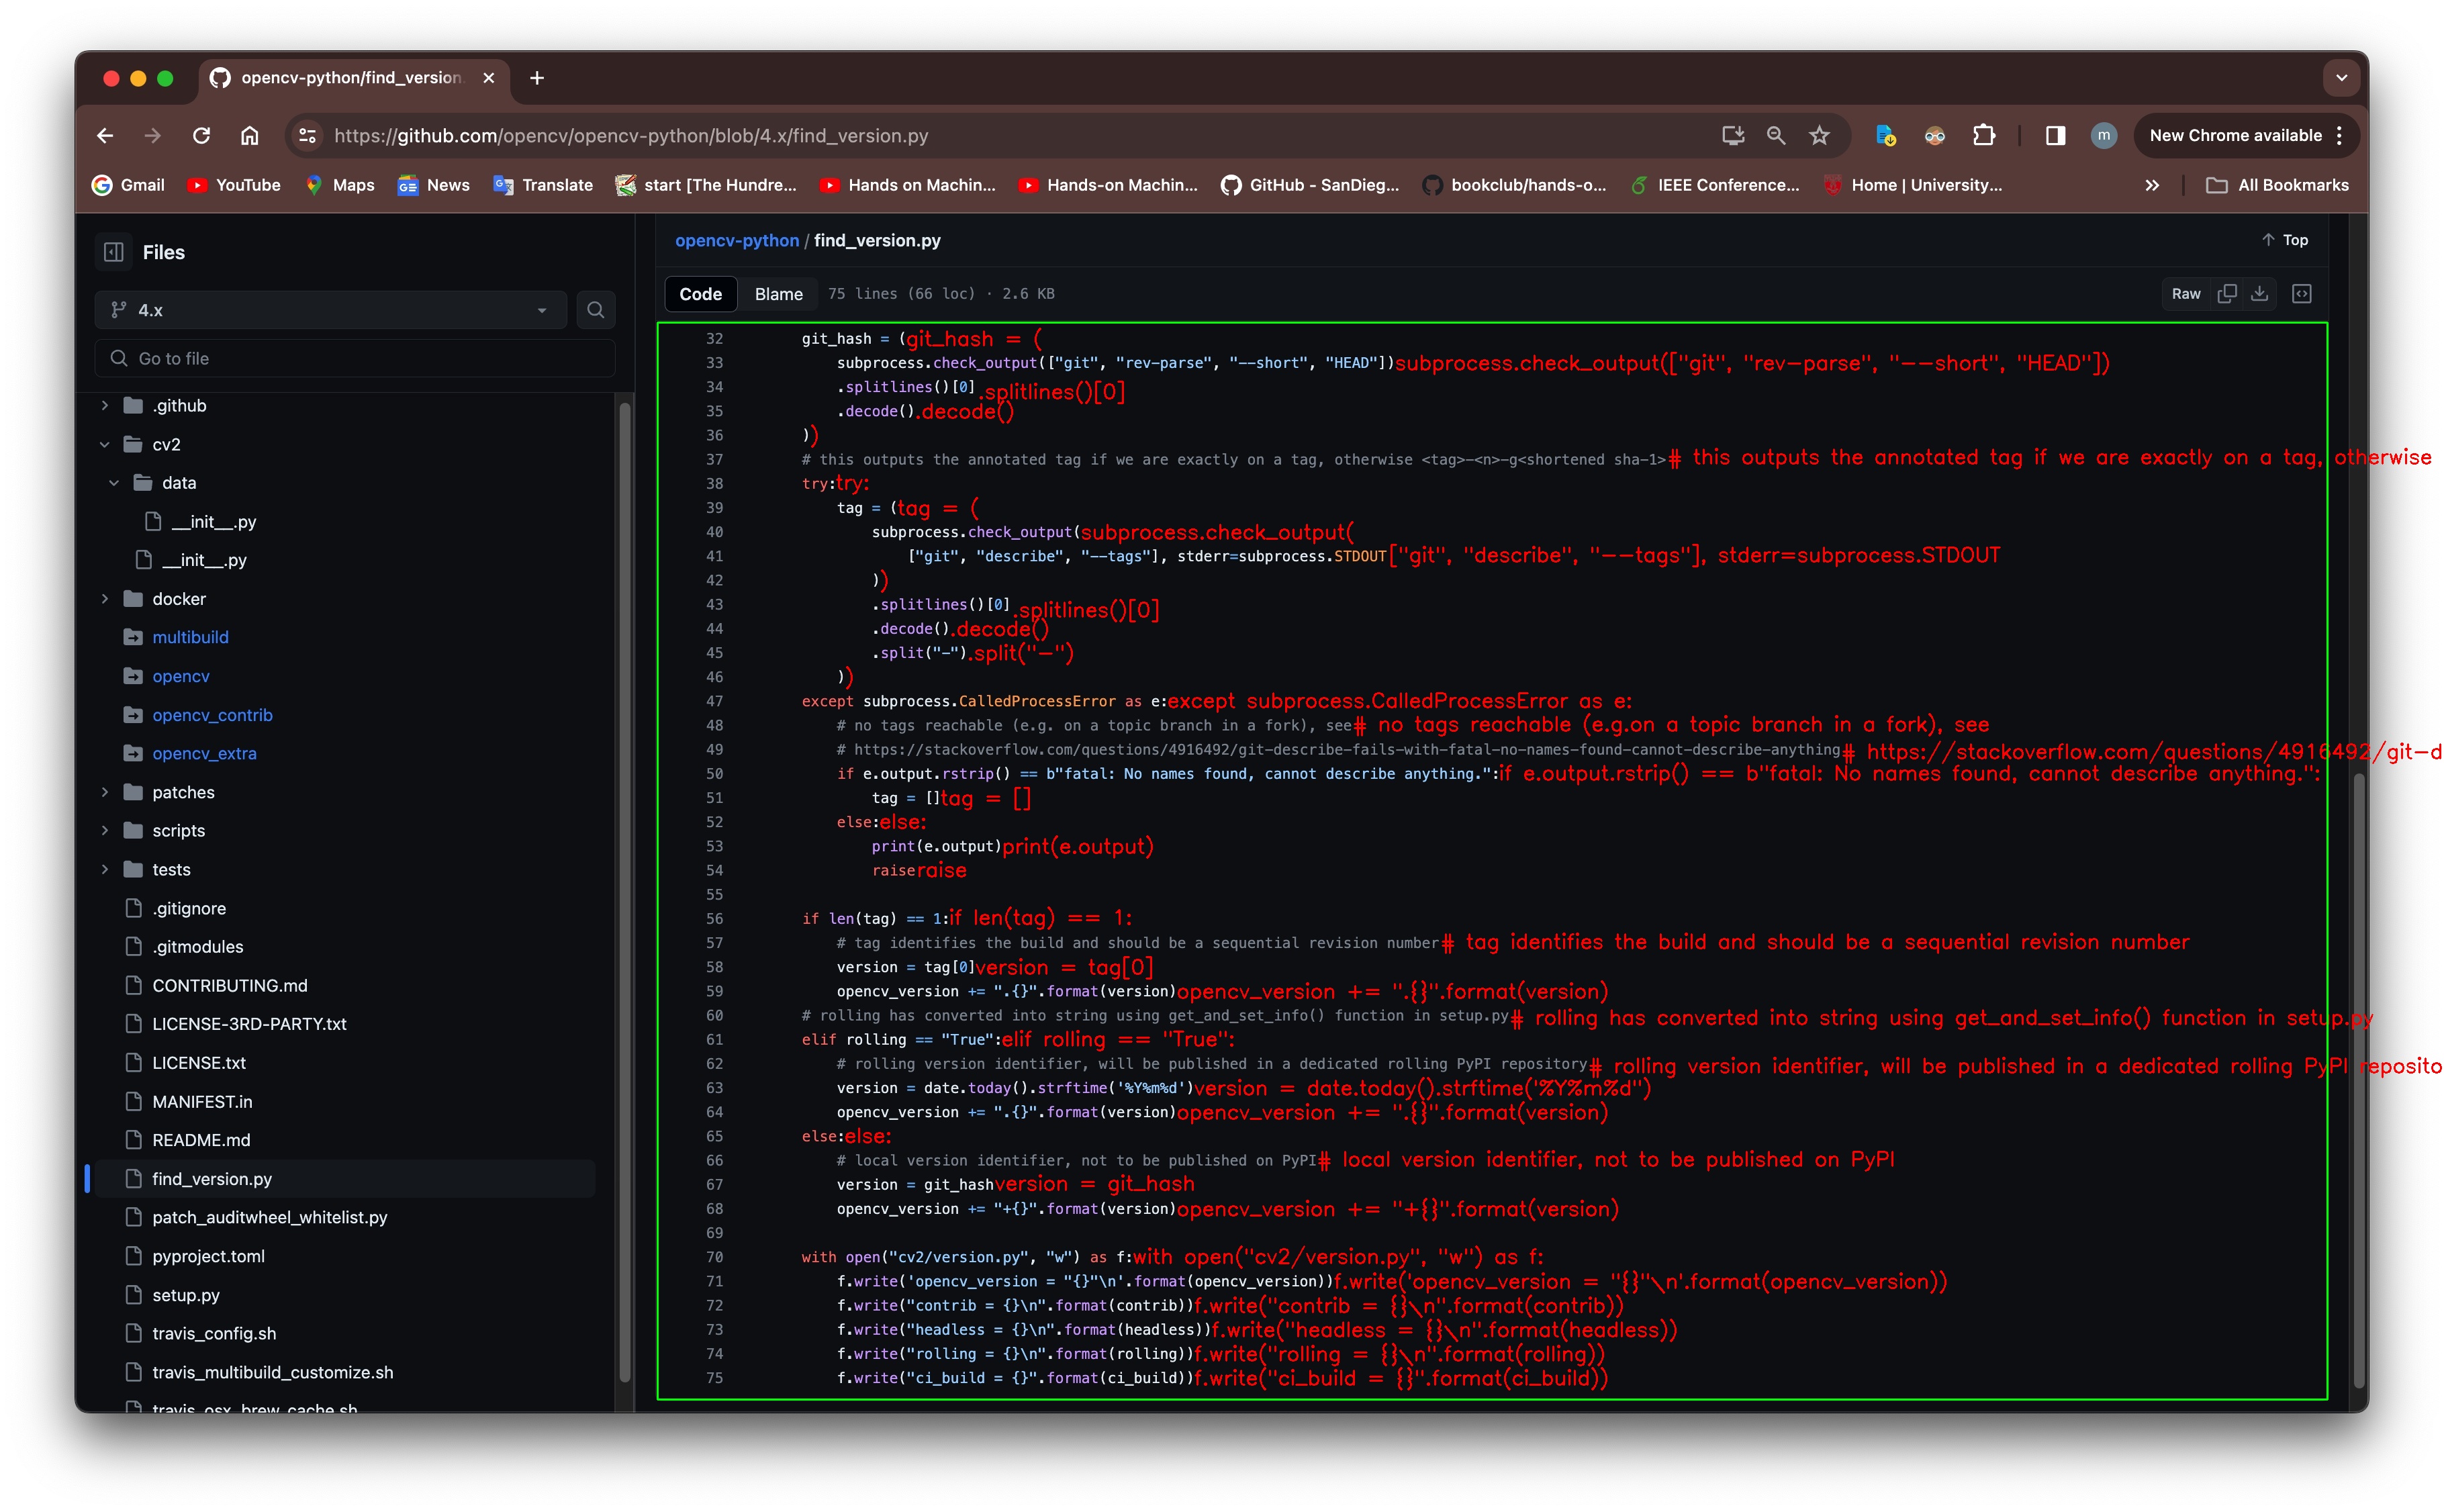 opencv-python/find_version.
https://github.com/opencv/opencv-python/blob/4.x/find_version.py
m
New Chrome available
Gmail
YouTube
Maps
News
Translate
start [The Hundre...
Hands on Machin...
Hands-on Machin...
GitHub - SanDieg...
bookclub/hands-o...
IEEE Conference...
Home | University...
All Bookmarks
Files
4.x
Go to file
.github
cv2
data
__init__.py
__init__.py
docker
multibuild
opencv
opencv_contrib
opencv_extra
patches
scripts
tests
.gitignore
.gitmodules
CONTRIBUTING.md
LICENSE-3RD-PARTY.txt
LICENSE.txt
MANIFEST.in
README.md
find_version.py
patch_auditwheel_whitelist.py
pyproject.toml
setup.py
travis_config.sh
travis_multibuild_customize.sh
travis_osx_brew_cache.sh
opencv-python / find_version.py
Top
Code Blame 75 lines (66 loc) · 2.6 KB
Raw
32 git_hash = (git_hash = (
33 subprocess.check_output(["git", "rev-parse", "--short", "HEAD"])subprocess.check_output(["git", "rev-parse", "--short", "HEAD"])
34 .splitlines()[0].splitlines()[0]
35 .decode().decode()
36 ))
37 # this outputs the annotated tag if we are exactly on a tag, otherwise <tag>-<n>-g<shortened sha-1># this outputs the annotated tag if we are exactly on a tag, otherwise
38 try:try:
39 tag = (tag = (
40 subprocess.check_output(subprocess.check_output(
41 ["git", "describe", "--tags"], stderr=subprocess.STDOUT["git", "describe", "--tags"], stderr=subprocess.STDOUT
42 ))
43 .splitlines()[0].splitlines()[0]
44 .decode().decode()
45 .split("-").split("-")
46 ))
47 except subprocess.CalledProcessError as e:except subprocess.CalledProcessError as e:
48 # no tags reachable (e.g. on a topic branch in a fork), see# no tags reachable (e.g.on a topic branch in a fork), see
49 # https://stackoverflow.com/questions/4916492/git-describe-fails-with-fatal-no-names-found-cannot-describe-anything# https://stackoverflow.com/questions/4916492/git-d
50 if e.output.rstrip() == b"fatal: No names found, cannot describe anything.":if e.output.rstrip() == b"fatal: No names found, cannot describe anything.":
51 tag = []tag = []
52 else:else:
53 print(e.output)print(e.output)
54 raiseraise
55
56 if len(tag) == 1:if len(tag) == 1:
57 # tag identifies the build and should be a sequential revision number# tag identifies the build and should be a sequential revision number
58 version = tag[0]version = tag[0]
59 opencv_version += ".{}".format(version)opencv_version += ".{}".format(version)
60 # rolling has converted into string using get_and_set_info() function in setup.py# rolling has converted into string using get_and_set_info() function in setup.py
61 elif rolling == "True":elif rolling == "True":
62 # rolling version identifier, will be published in a dedicated rolling PyPI repository# rolling version identifier, will be published in a dedicated rolling PyPI reposito
63 version = date.today().strftime('%Y%m%d')version = date.today().strftime('%Y%m%d")
64 opencv_version += ".{}".format(version)opencv_version += ".{}".format(version)
65 else:else:
66 # local version identifier, not to be published on PyPI# local version identifier, not to be published on PyPI
67 version = git_hashversion = git_hash
68 opencv_version += "+{}".format(version)opencv_version += "+{}".format(version)
69
70 with open("cv2/version.py", "w") as f:with open("cv2/version.py", "w") as f:
71 f.write('opencv_version = "{}"\n'.format(opencv_version))f.write('opencv_version = "{}"\n'.format(opencv_version))
72 f.write("contrib = {}\n".format(contrib))f.write("contrib = {}\n".format(contrib))
73 f.write("headless = {}\n".format(headless))f.write("headless = {}\n".format(headless))
74 f.write("rolling = {}\n".format(rolling))f.write("rolling = {}\n".format(rolling))
75 f.write("ci_build = {}".format(ci_build))f.write("ci_build = {}".format(ci_build))